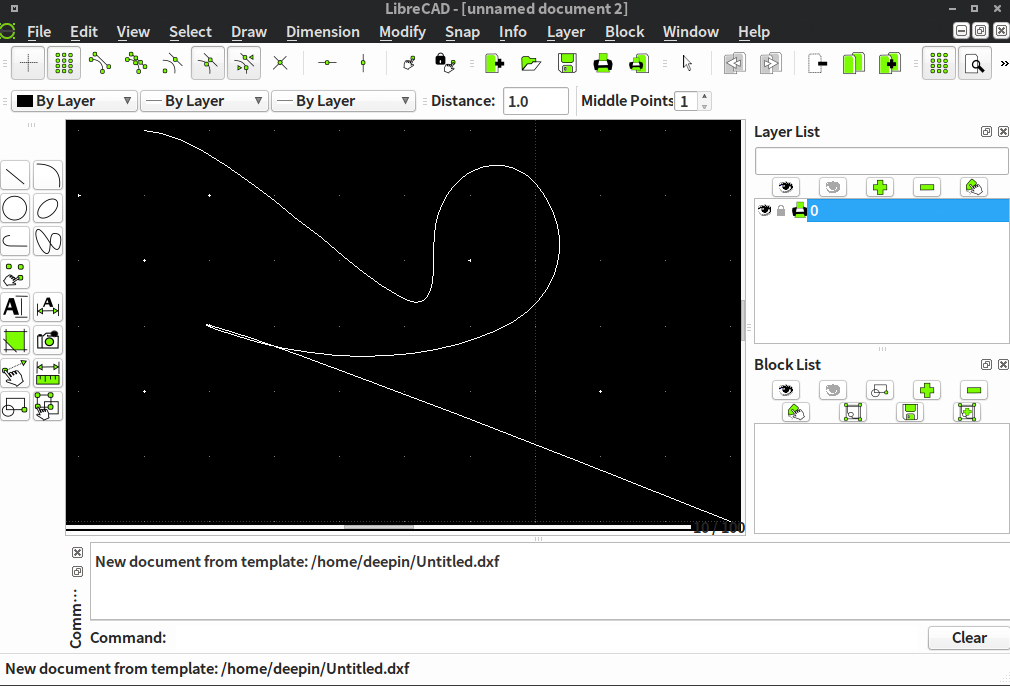 LibreCAD - [unnamed document 2]
File Edit View Select Draw Dimension Modify Snap Info Layer Block Window Help
By Layer By Layer By Layer Distance: 1.0 Middle Points 1
Layer List
0
Block List
10 / 100
New document from template: /home/deepin/Untitled.dxf
Comm...
Command:
Clear
New document from template: /home/deepin/Untitled.dxf